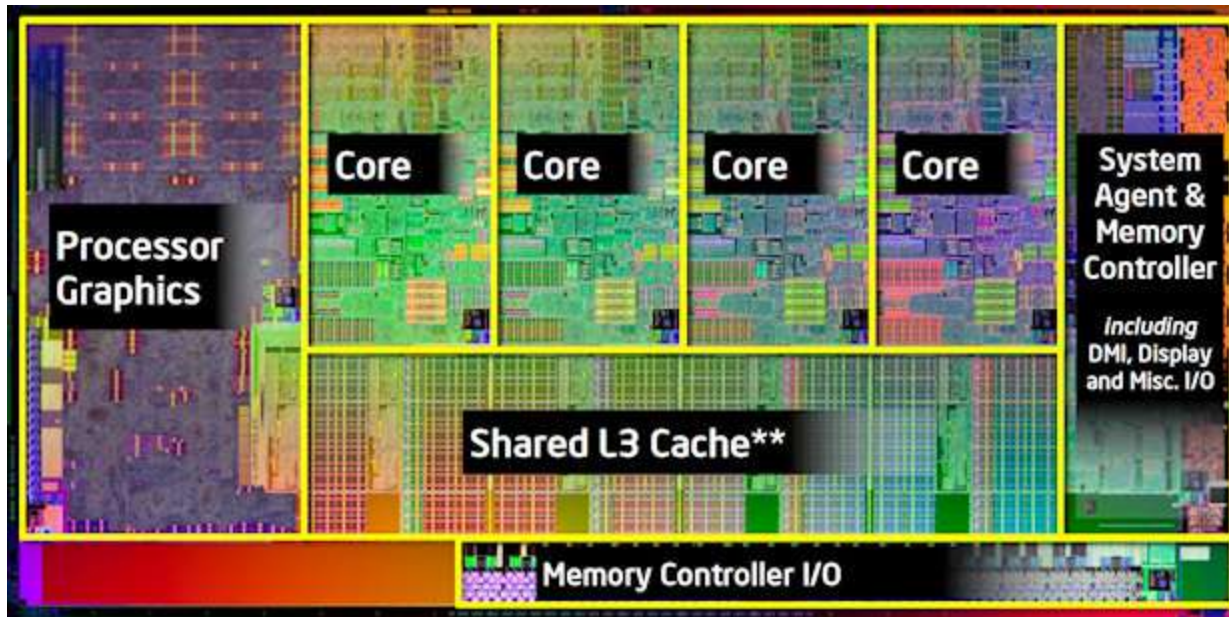 Processor
Graphics
Core
Core
Core
Core
System
Agent &
Memory
Controller
including
DMI, Display
and Misc. I/O
Shared L3 Cache**
Memory Controller I/O